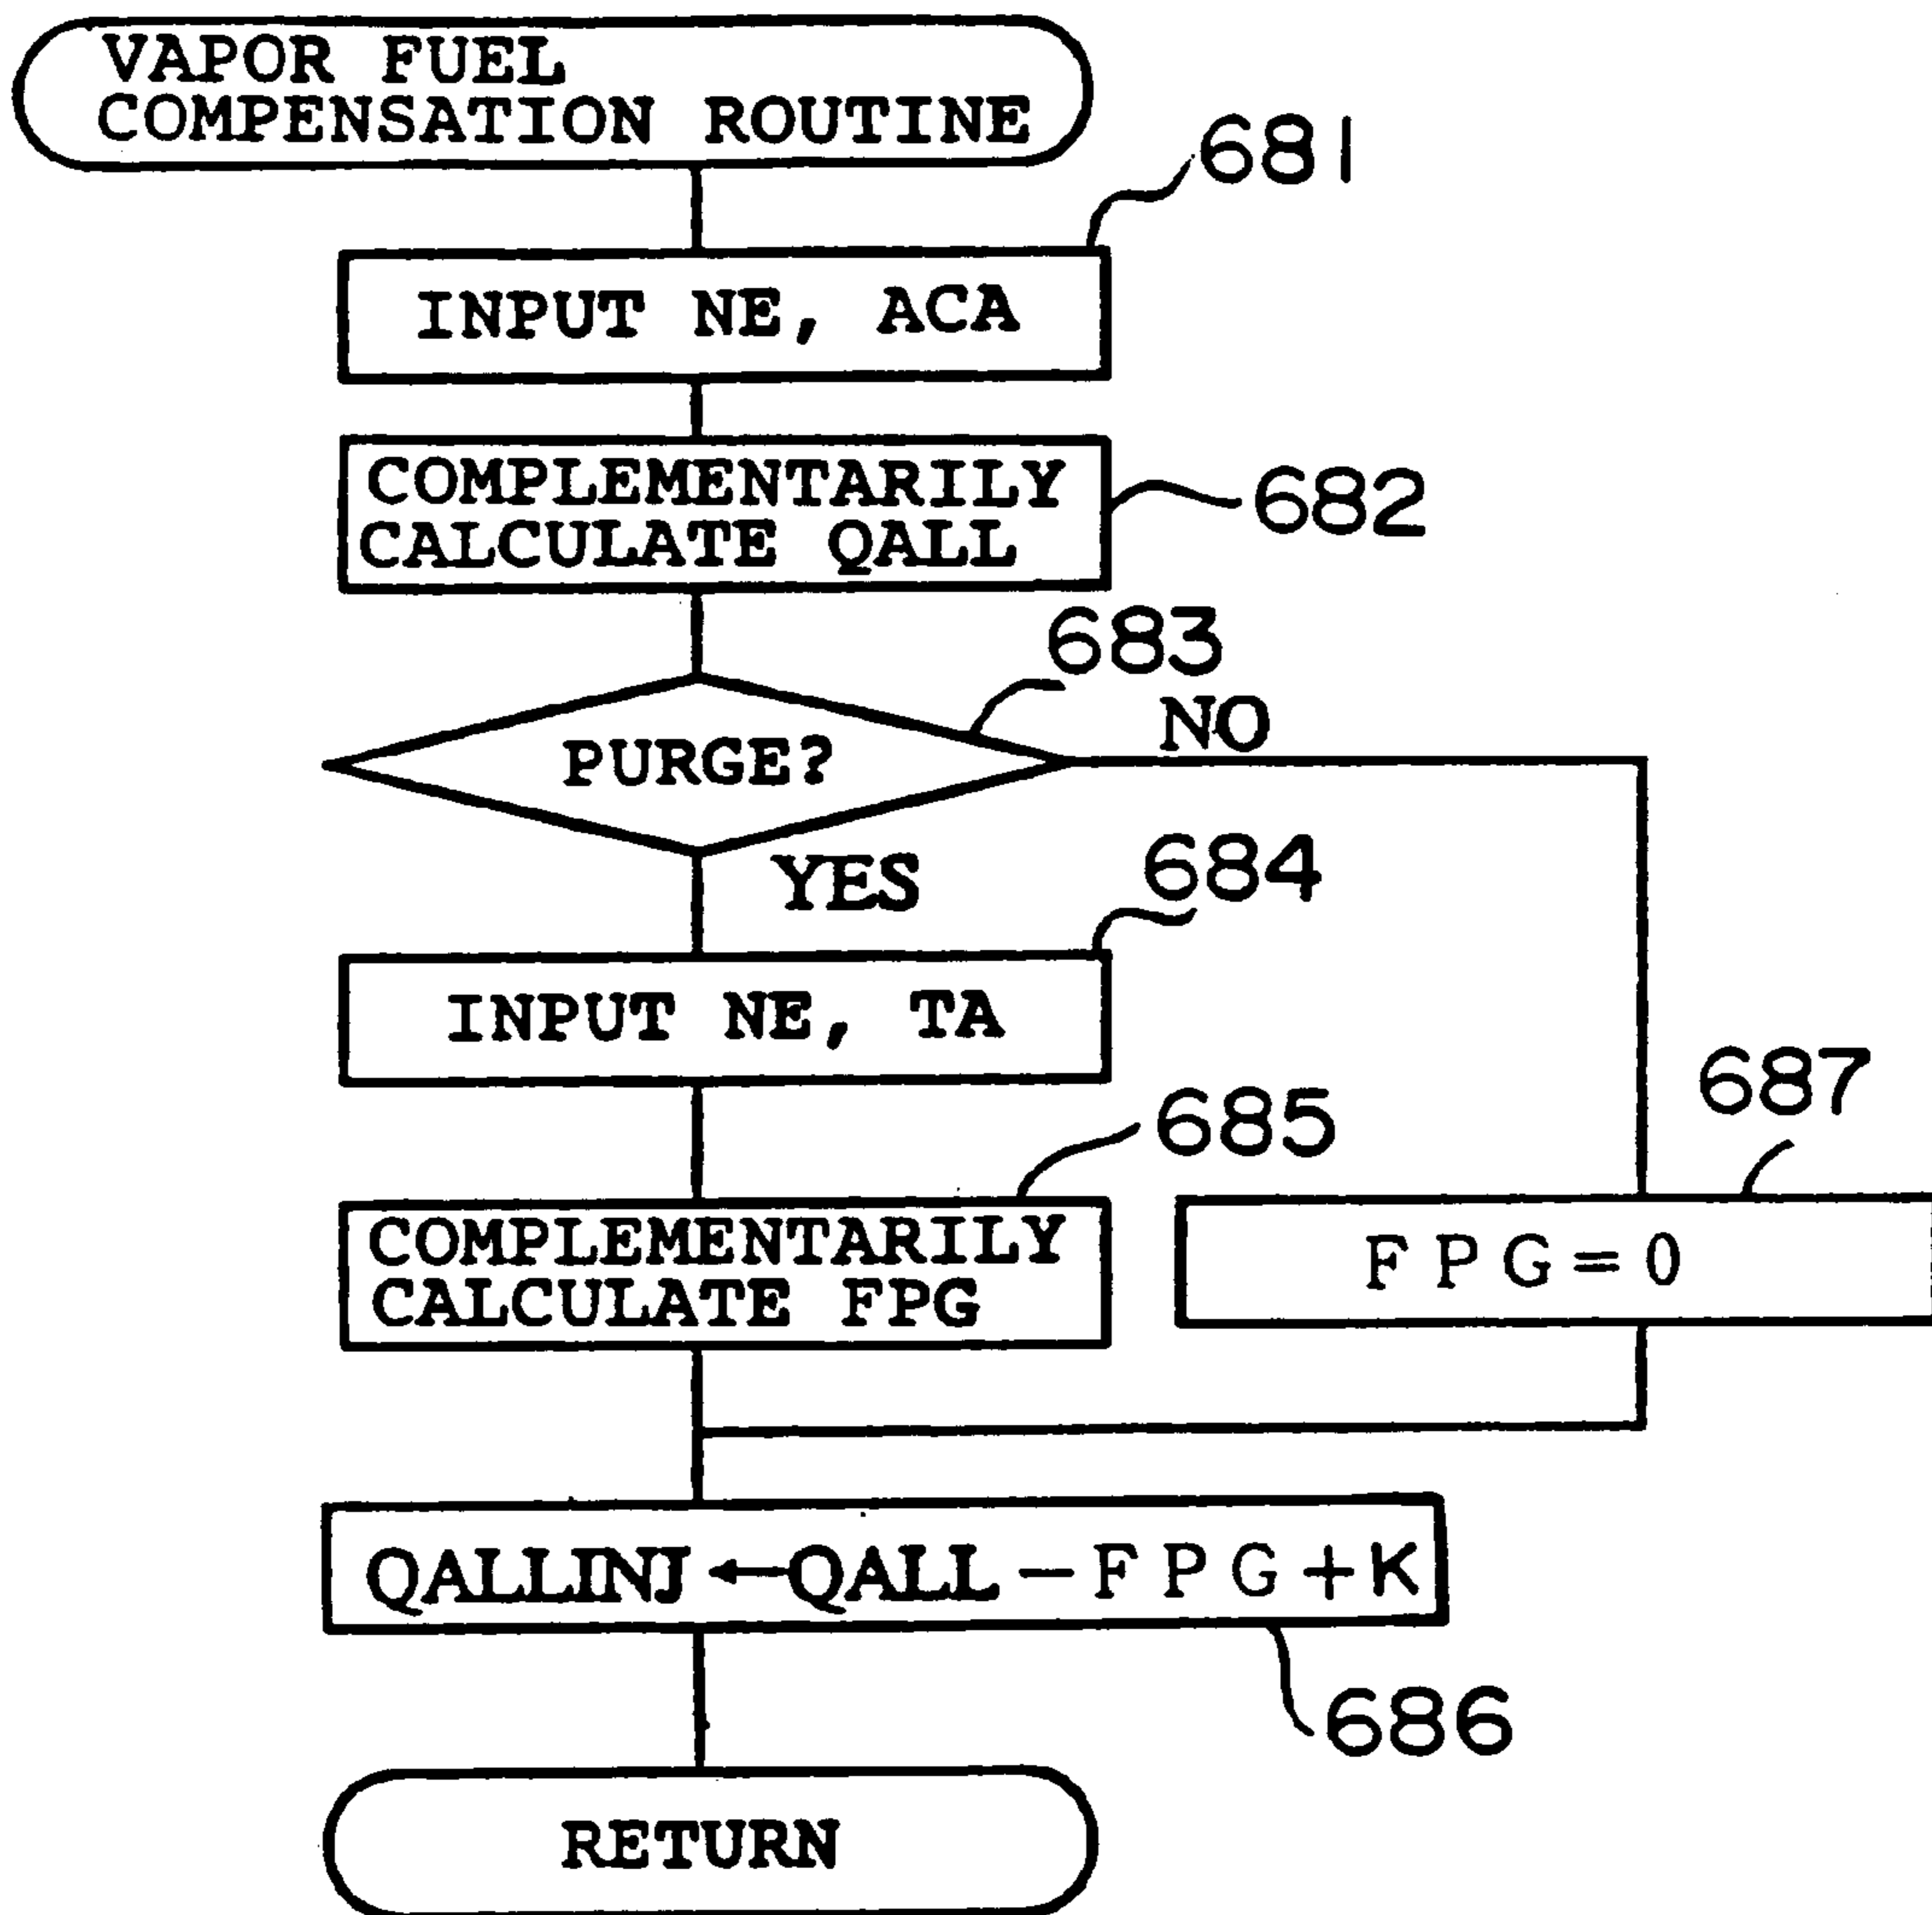 VAPOR FUEL
COMPENSATION ROUTINE
681
INPUT NE, ACA
COMPLEMENTARILY
CALCULATE QALL
682
683
PURGE?
NO
YES
684
INPUT NE, TA
685
687
COMPLEMENTARILY
CALCULATE FPG
FPG=0
QALLINJ←QALL-FPG+K
686
RETURN